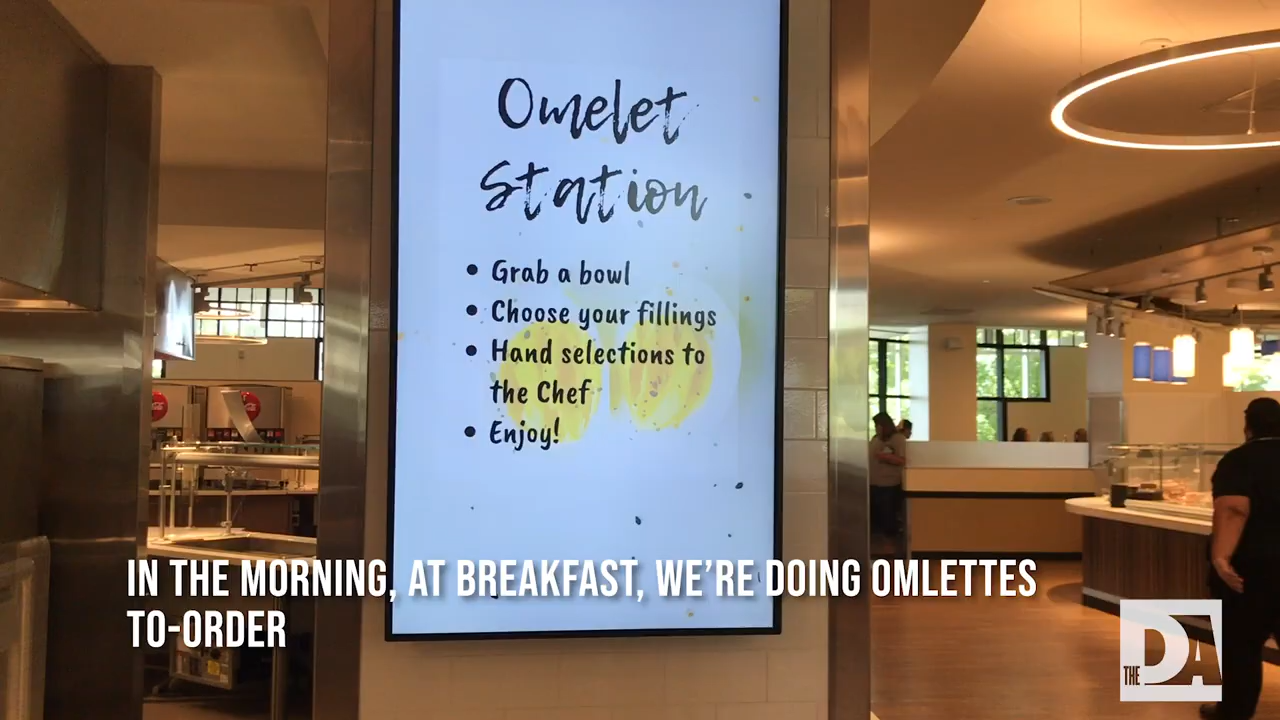 Omelet
Station
• Grab a bowl
• Choose your fillings
• Hand selections to
the Chef
• Enjoy!
IN THE MORNING, AT BREAKFAST, WE'RE DOING OMLETTES
TO-ORDER
THE DA